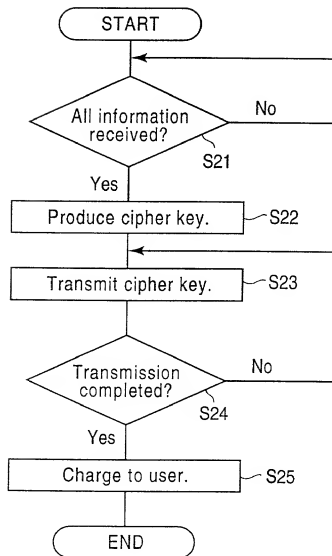 START
All information
received?
No
S21
Yes
Produce cipher key.
S22
Transmit cipher key.
S23
Transmission
completed?
No
S24
Yes
Charge to user.
S25
END